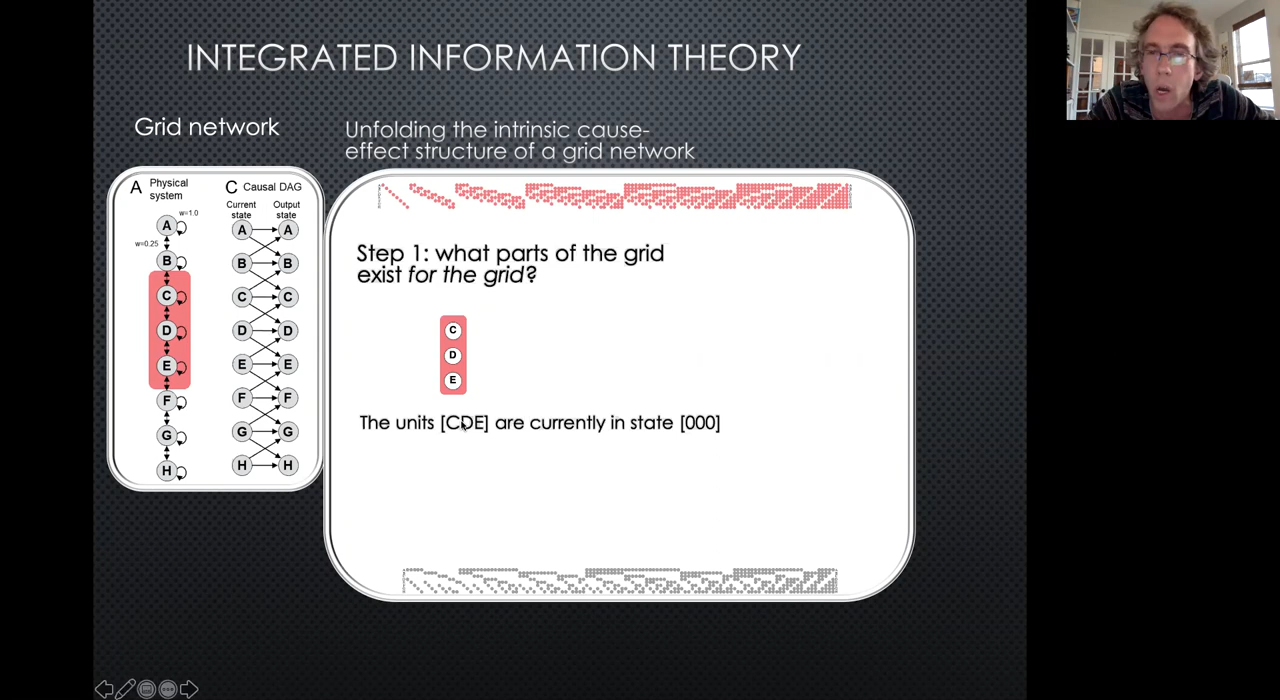 INTEGRATED INFORMATION THEORY
Grid network
Unfolding the intrinsic cause-
effect structure of a grid network
A Physical
system
w=1.0
A
w=0.25
B
C
D
E
F
G
H
C Causal DAG
Current
state
Output
state
A A
B B
C C
D D
E E
F F
G G
H H
Step 1: what parts of the grid
exist for the grid?
C
D
E
The units [CDE] are currently in state [000]